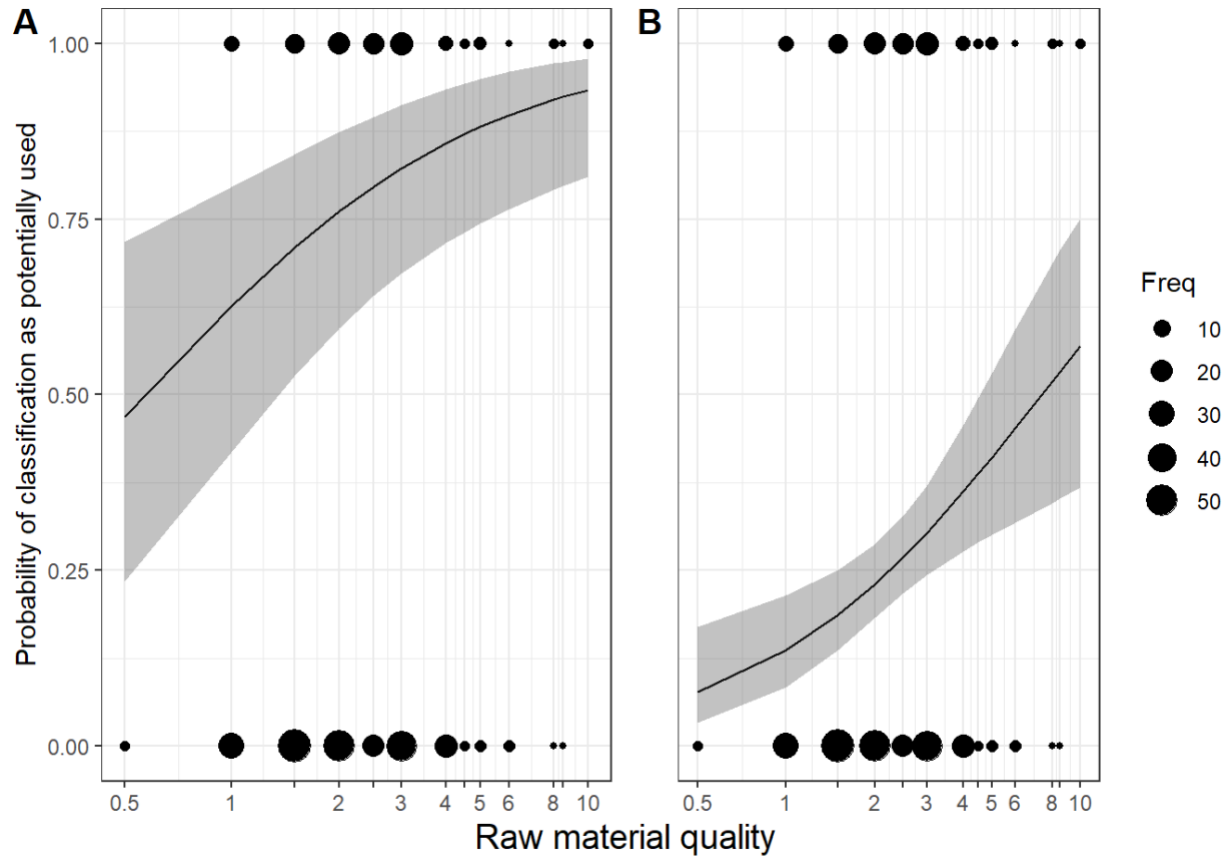 A
B
Probability of classification as potentially used
1.00
0.75
0.50
0.25
0.00
0.5 1 2 3 4 5 6 8 10
0.5 1 2 3 4 5 6 8 10
Raw material quality
Freq
10
20
30
40
50